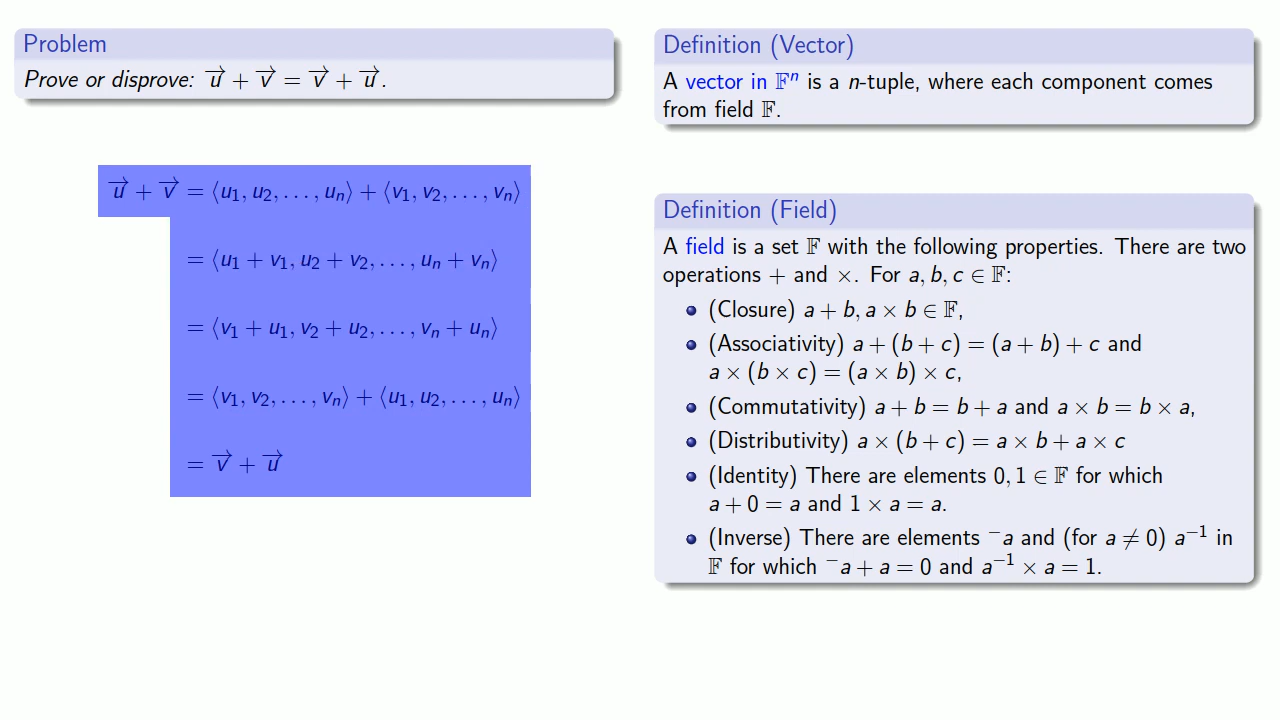 Problem
Prove or disprove: u⃗ + v⃗ = v⃗ + u⃗.
u⃗ + v⃗ = ⟨u₁, u₂, . . . , uₙ⟩ + ⟨v₁, v₂, . . . , vₙ⟩
= ⟨u₁ + v₁, u₂ + v₂, . . . , uₙ + vₙ⟩
= ⟨v₁ + u₁, v₂ + u₂, . . . , vₙ + uₙ⟩
= ⟨v₁, v₂, . . . , vₙ⟩ + ⟨u₁, u₂, . . . , uₙ⟩
= v⃗ + u⃗
Definition (Vector)
A vector in 𝔽ⁿ is a n-tuple, where each component comes
from field 𝔽.
Definition (Field)
A field is a set 𝔽 with the following properties. There are two
operations + and ×. For a, b, c ∈ 𝔽:
• (Closure) a + b, a × b ∈ 𝔽,
• (Associativity) a + (b + c) = (a + b) + c and
a × (b × c) = (a × b) × c,
• (Commutativity) a + b = b + a and a × b = b × a,
• (Distributivity) a × (b + c) = a × b + a × c
• (Identity) There are elements 0, 1 ∈ 𝔽 for which
a + 0 = a and 1 × a = a.
• (Inverse) There are elements ⁻a and (for a ≠ 0) a⁻¹ in
𝔽 for which ⁻a + a = 0 and a⁻¹ × a = 1.